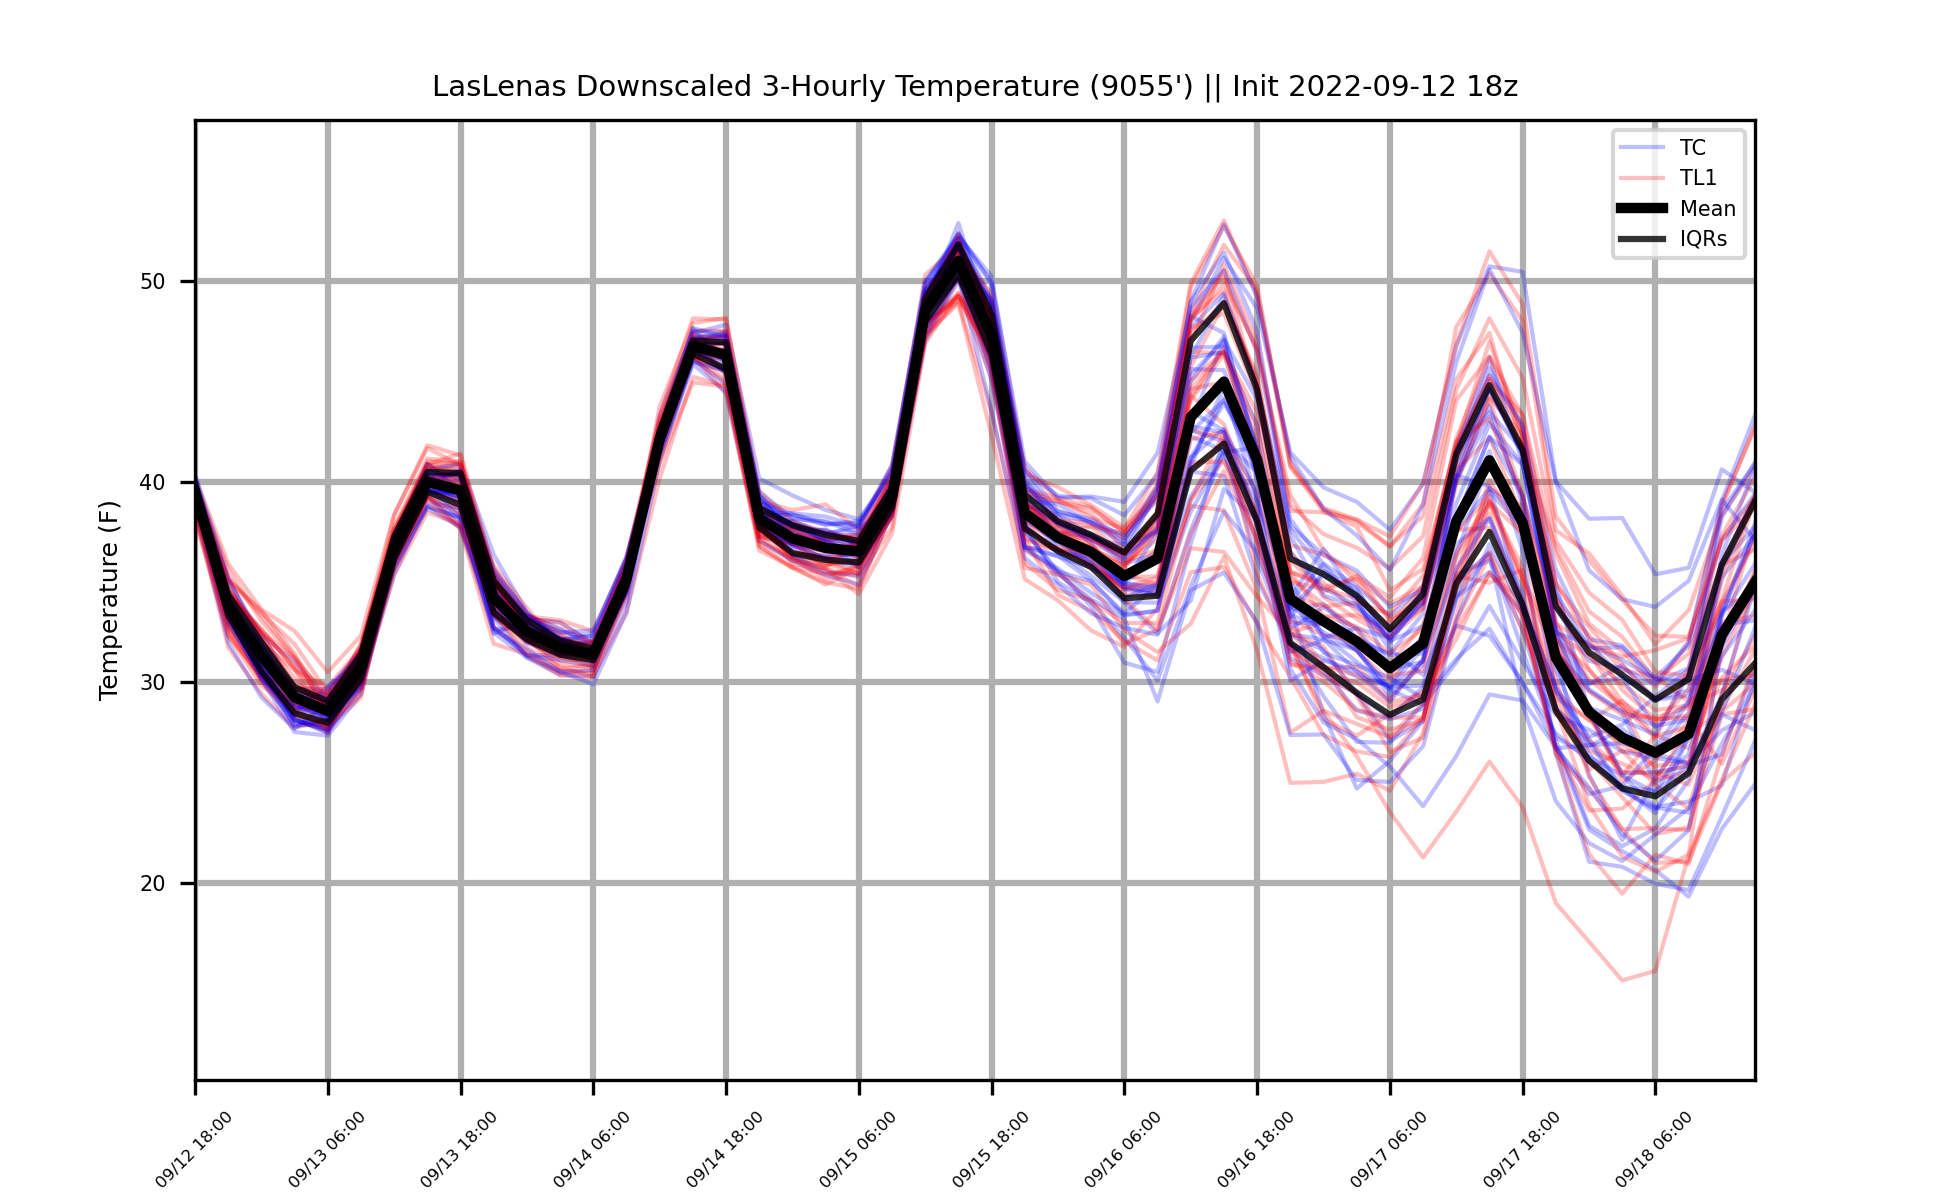 LasLenas Downscaled 3-Hourly Temperature (9055') || Init 2022-09-12 18z
TC
TL1
Mean
IQRs
Temperature (F)
50
40
30
20
09/12 18:00
09/13 06:00
09/13 18:00
09/14 06:00
09/14 18:00
09/15 06:00
09/15 18:00
09/16 06:00
09/16 18:00
09/17 06:00
09/17 18:00
09/18 06:00